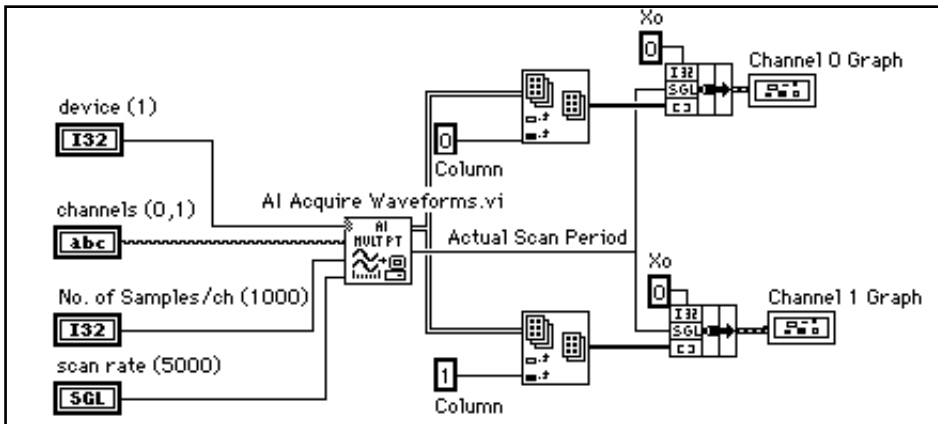 Xo
0
Channel 0 Graph
I32
SGL
[ ]
device (1)
I32
0
Column
AI Acquire Waveforms.vi
channels (0,1)
abc
AI
MULT PT
Actual Scan Period
Xo
0
Channel 1 Graph
I32
SGL
[ ]
No. of Samples/ch (1000)
I32
scan rate (5000)
SGL
1
Column